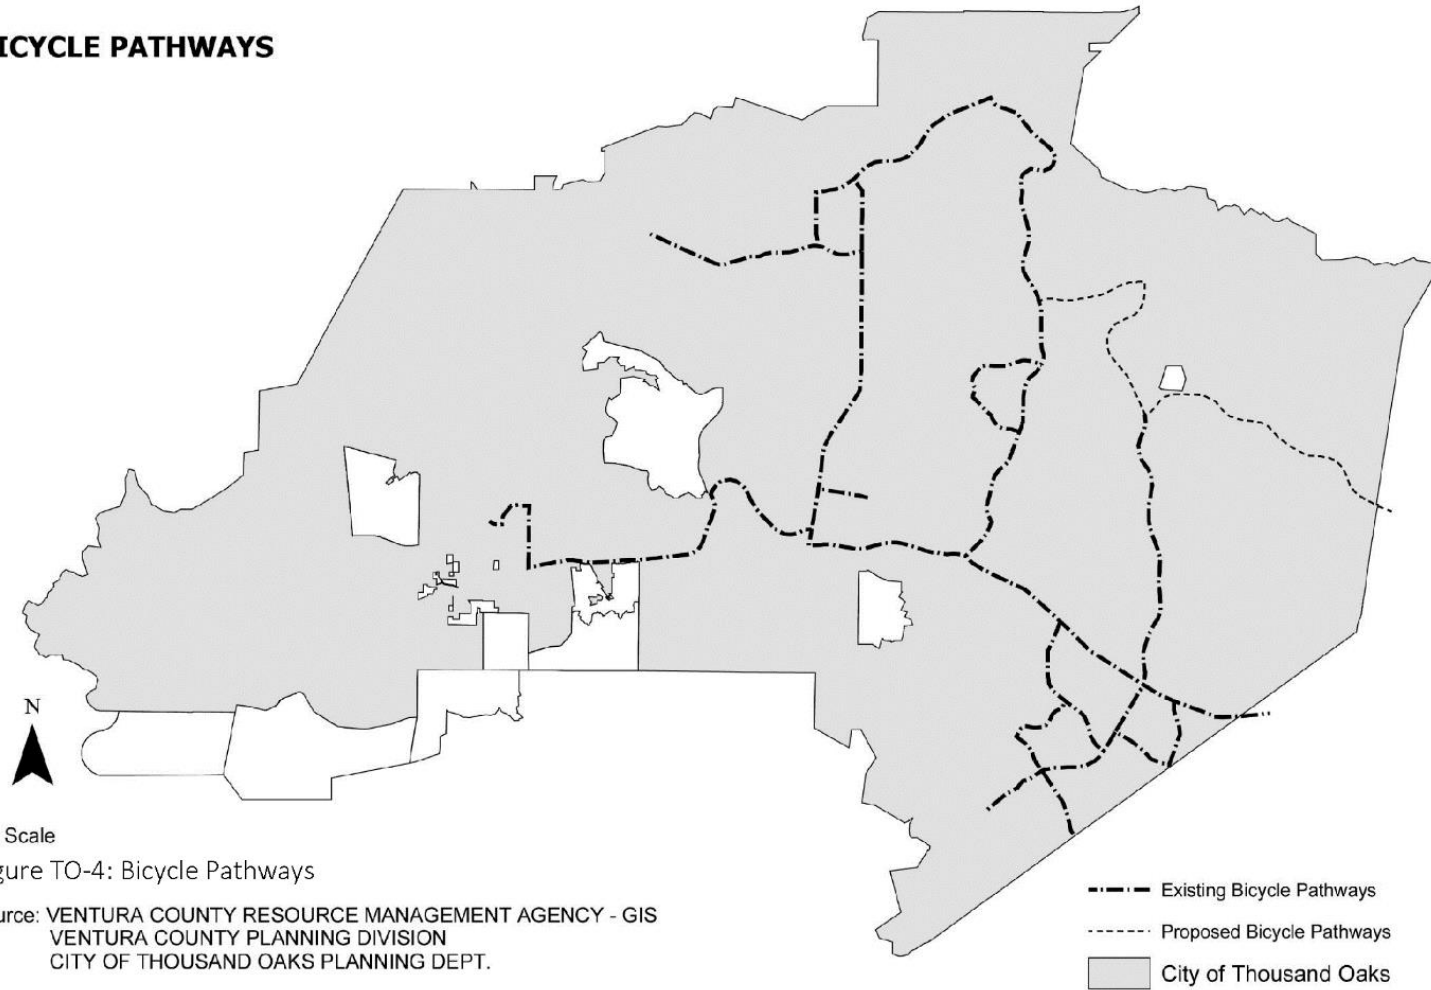 ICYCLE PATHWAYS
N
Scale
gure TO-4: Bicycle Pathways
urce: VENTURA COUNTY RESOURCE MANAGEMENT AGENCY - GIS
VENTURA COUNTY PLANNING DIVISION
CITY OF THOUSAND OAKS PLANNING DEPT.
Existing Bicycle Pathways
Proposed Bicycle Pathways
City of Thousand Oaks